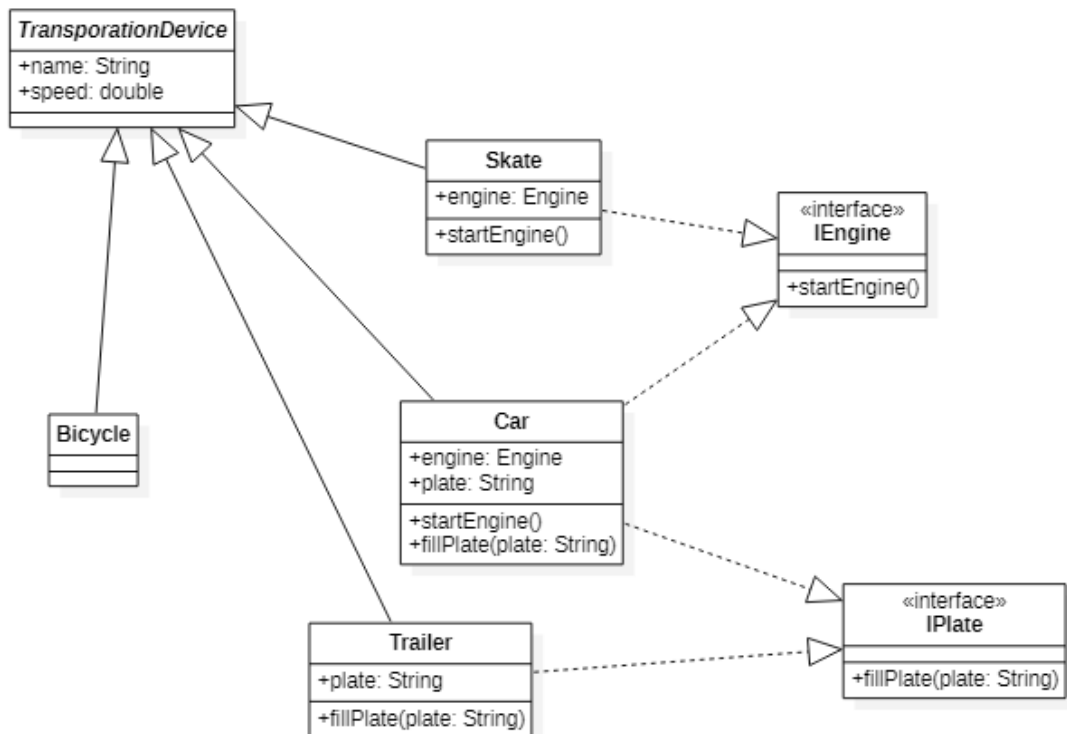 TransporationDevice
+name: String
+speed: double
Skate
+engine: Engine
+startEngine()
«interface»
IEngine
+startEngine()
Bicycle
Car
+engine: Engine
+plate: String
+startEngine()
+fillPlate(plate: String)
«interface»
IPlate
+fillPlate(plate: String)
Trailer
+plate: String
+fillPlate(plate: String)